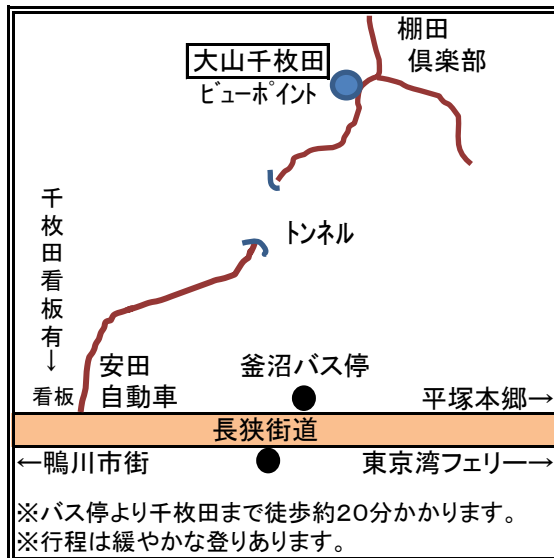 棚田
倶楽部
大山千枚田
ビューポイント
トンネル
千枚田看板有→
看板
安田
自動車
釜沼バス停
平塚本郷→
長狭街道
←鴨川市街
東京湾フェリー→
※バス停より千枚田まで徒歩約20分かかります。
※行程は緩やかな登りあります。